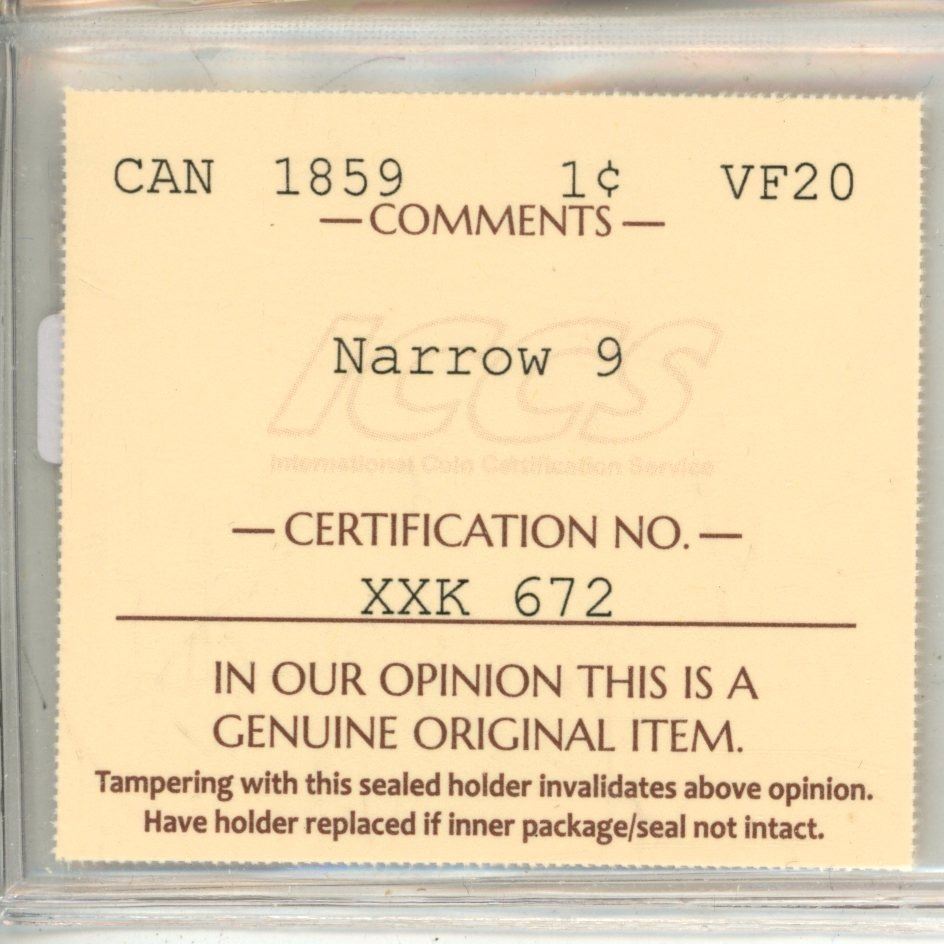 CAN 1859 1¢ VF20
— COMMENTS —
Narrow 9
ICCS
International Coin Certification Service
— CERTIFICATION NO. —
XXK 672
IN OUR OPINION THIS IS A
GENUINE ORIGINAL ITEM.
Tampering with this sealed holder invalidates above opinion.
Have holder replaced if inner package/seal not intact.